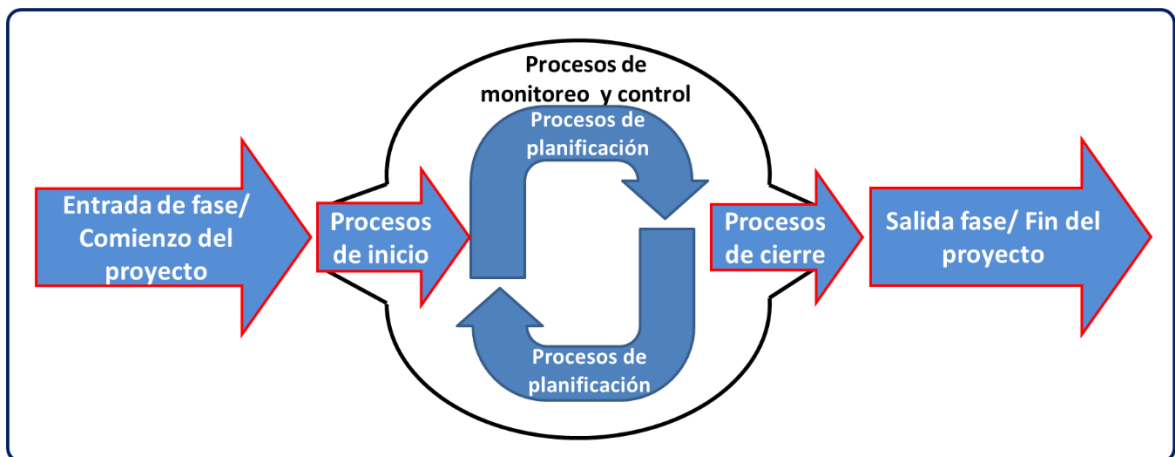 Procesos de
monitoreo y control
Procesos de
planificación
Entrada de fase/
Comienzo del
proyecto
Procesos
de inicio
Procesos
de cierre
Salida fase/ Fin del
proyecto
Procesos de
planificación